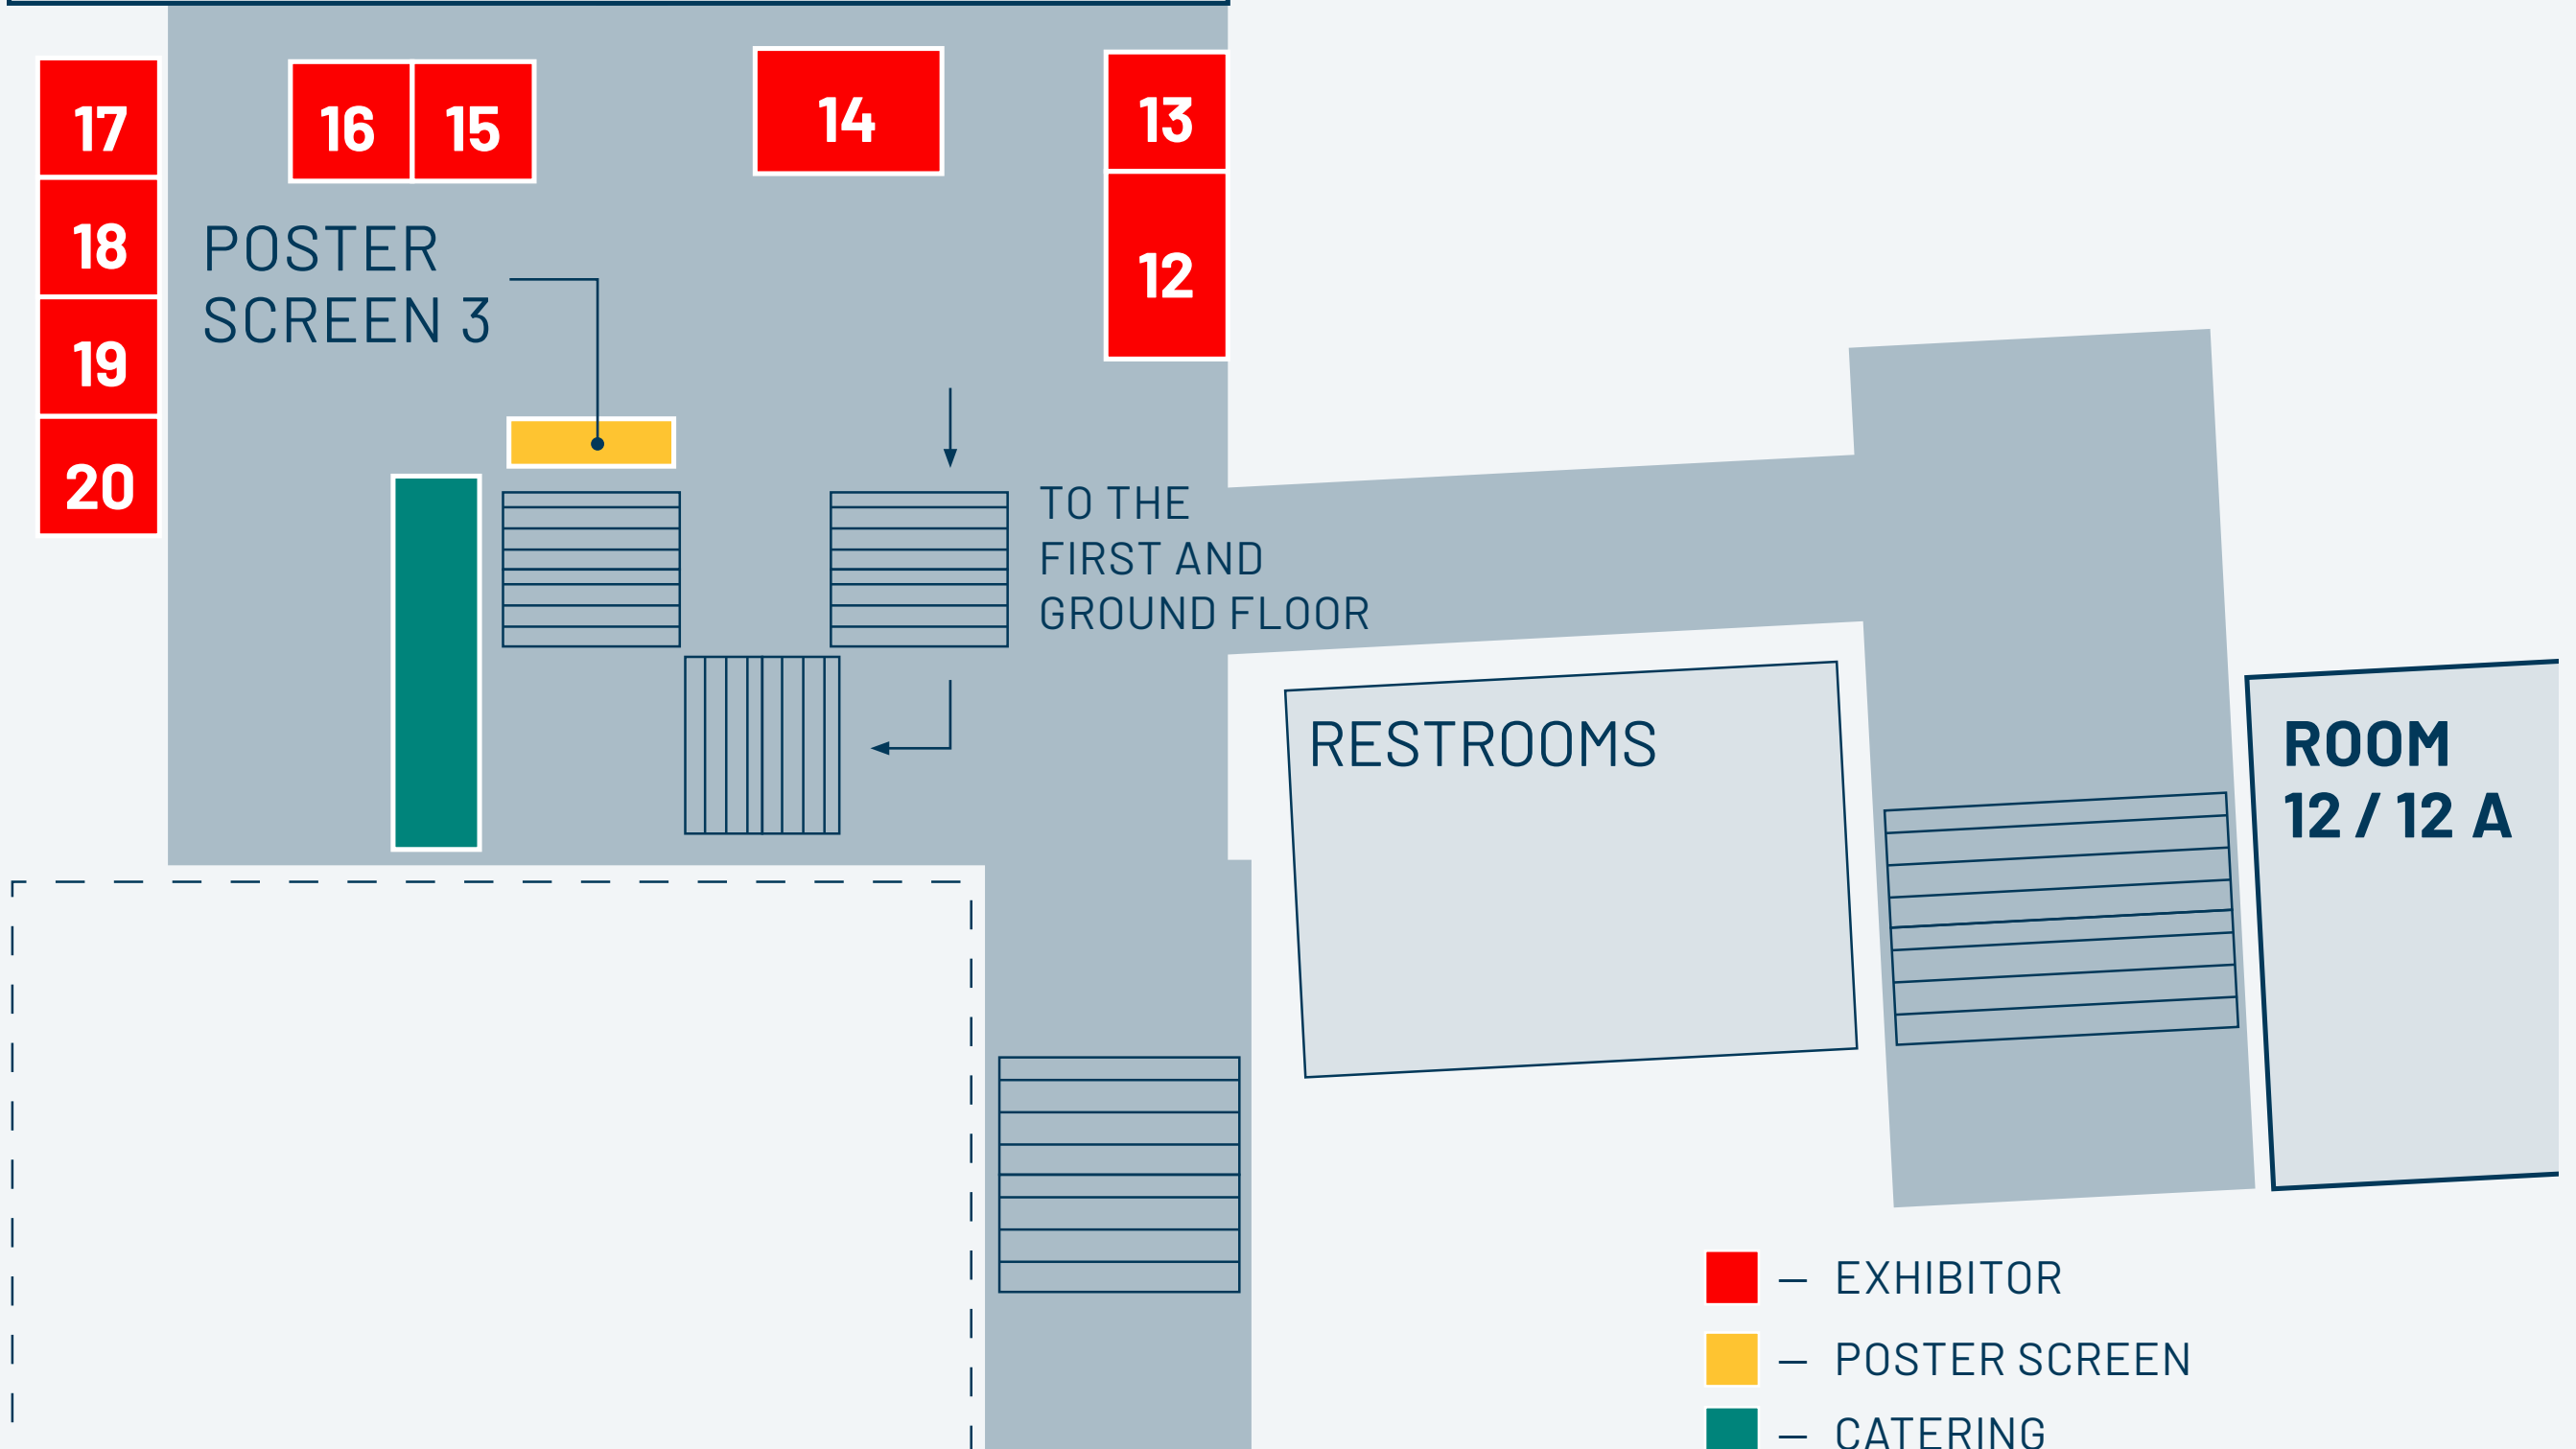 17
16
15
14
13
18
POSTER
SCREEN 3
12
19
20
TO THE
FIRST AND
GROUND FLOOR
RESTROOMS
ROOM
12 / 12 A
– EXHIBITOR
– POSTER SCREEN
– CATERING